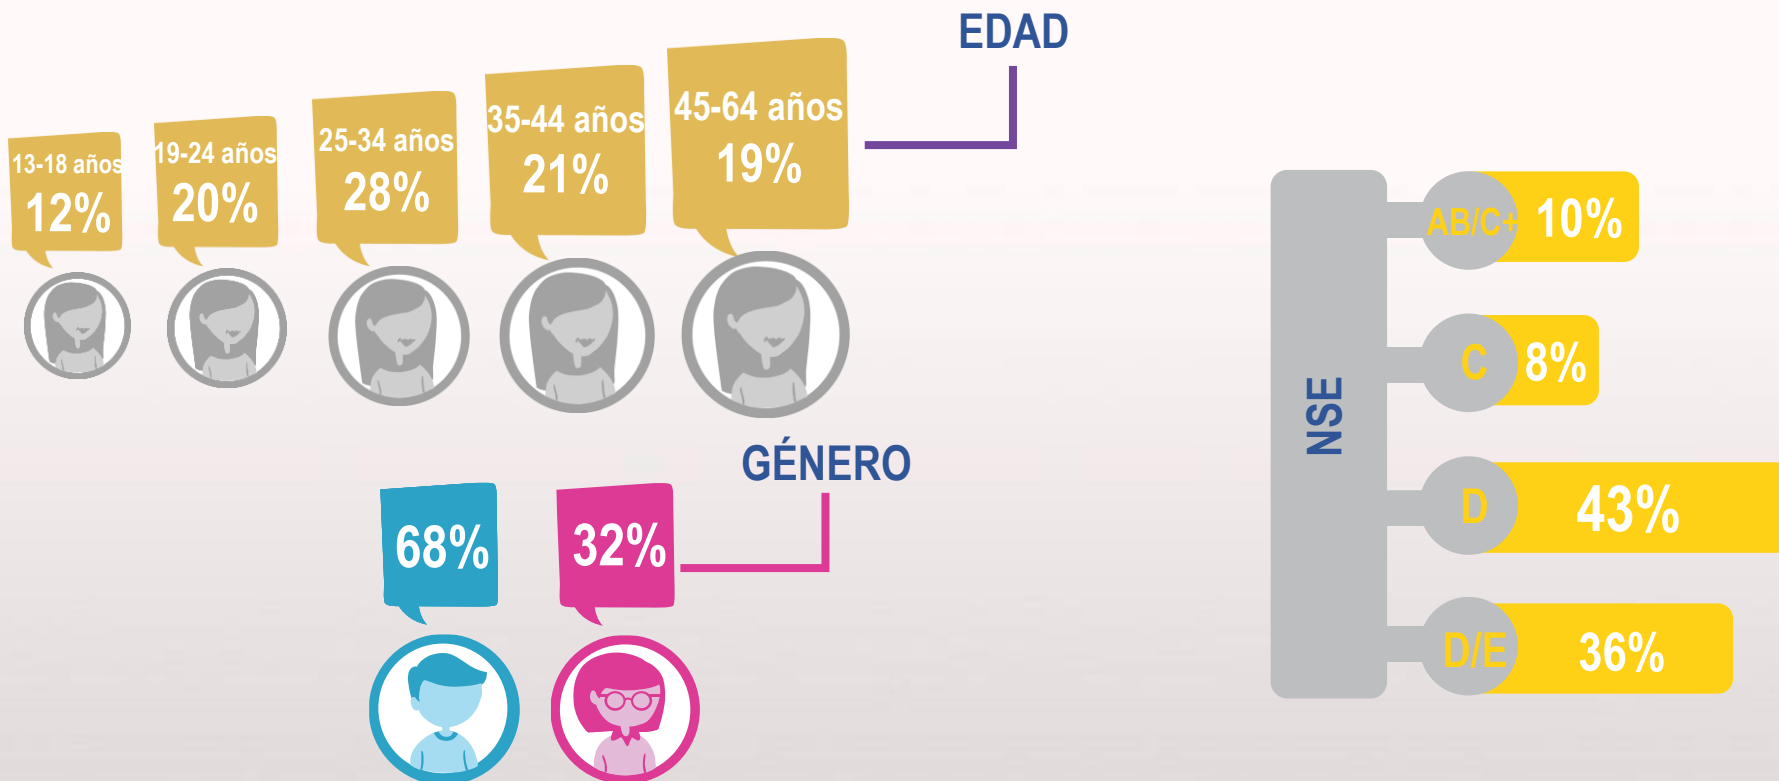 EDAD
13-18 años
12%
19-24 años
20%
25-34 años
28%
35-44 años
21%
45-64 años
19%
GÉNERO
68%
32%
NSE
AB/C+
10%
C
8%
D
43%
D/E
36%